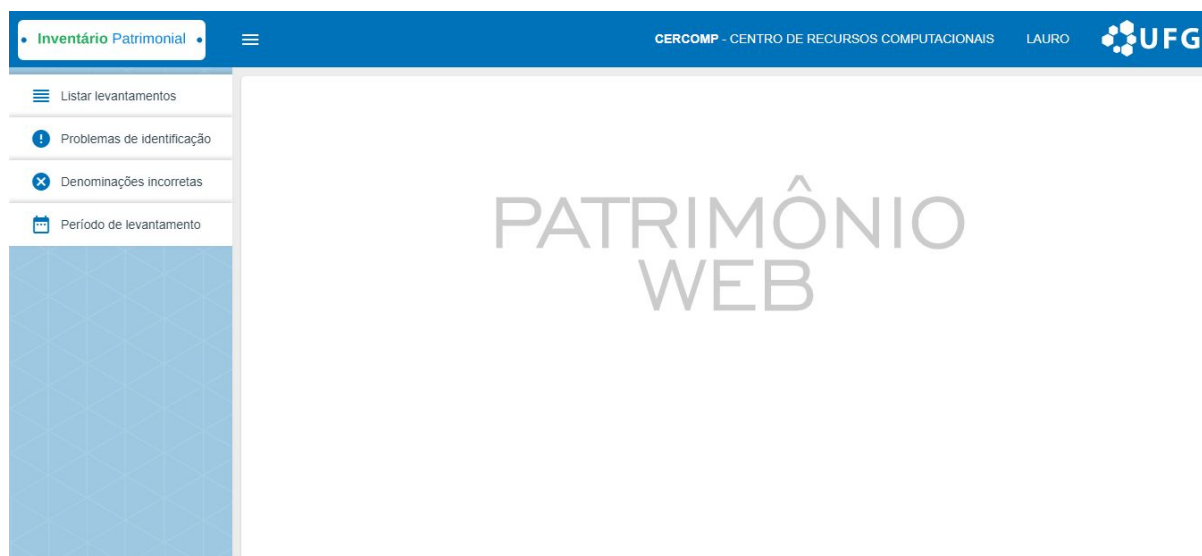 Inventário Patrimonial
CERCOMP - CENTRO DE RECURSOS COMPUTACIONAIS
LAURO
UFG
Listar levantamentos
Problemas de identificação
Denominações incorretas
Período de levantamento
PATRIMÔNIO
WEB